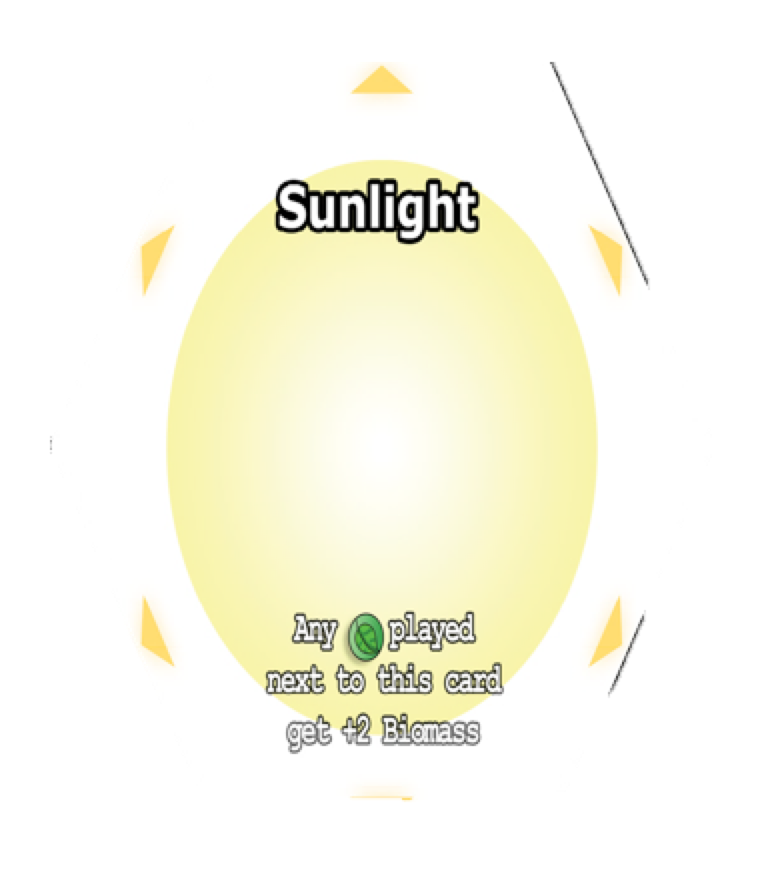 Sunlight
Any played
next to this card
get +2 Biomass